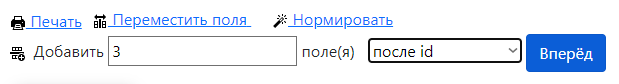 Печать Переместить поля Нормировать
Добавить 3 поле(я) после id Вперёд